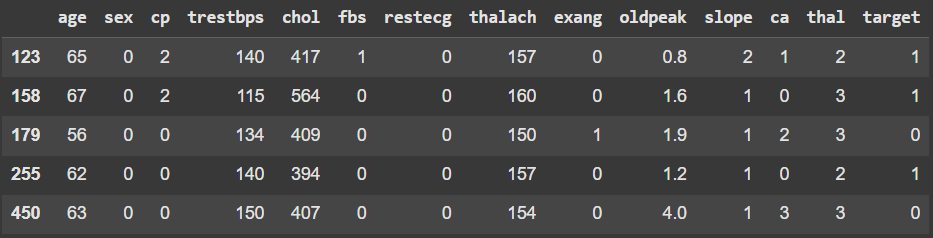 age sex cp trestbps chol fbs restecg thalach exang oldpeak slope ca thal target
123 65 0 2 140 417 1 0 157 0 0.8 2 1 2 1
158 67 0 2 115 564 0 0 160 0 1.6 1 0 3 1
179 56 0 0 134 409 0 0 150 1 1.9 1 2 3 0
255 62 0 0 140 394 0 0 157 0 1.2 1 0 2 1
450 63 0 0 150 407 0 0 154 0 4.0 1 3 3 0